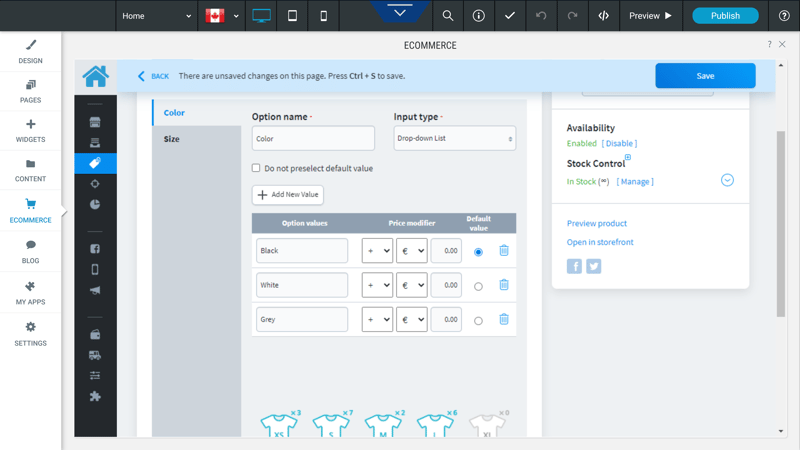 Home
Preview
Publish
ECOMMERCE
DESIGN
PAGES
WIDGETS
CONTENT
ECOMMERCE
BLOG
MY APPS
SETTINGS
BACK
There are unsaved changes on this page. Press Ctrl + S to save.
Save
Color
Size
Option name •
Input type •
Color
Drop-down List
Do not preselect default value
+ Add New Value
Option values
Price modifier
Default value
Black
+
€
0.00
White
+
€
0.00
Grey
+
€
0.00
×3
XS
×7
S
×2
M
×6
L
×0
XL
Availability
Enabled [ Disable ]
Stock Control
In Stock (∞) [ Manage ]
Preview product
Open in storefront